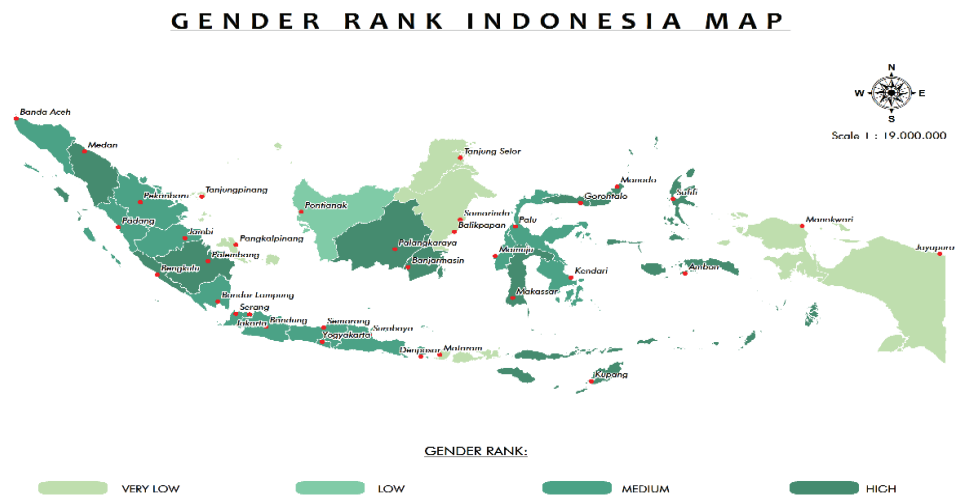 GENDER RANK INDONESIA MAP
N
W E
S
Scale 1 : 19.000.000
Banda Aceh
Medan
Tanjung Selor
Pekanbaru
Tanjungpinang
Pontianak
Manado
Gorontalo
Sofifi
Samarinda
Balikpapan
Padang
Jambi
Pangkalpinang
Palu
Manokwari
Palembang
Palangkaraya
Mamuju
Jayapura
Bengkulu
Banjarmasin
Kendari
Ambon
Bandar Lampung
Makassar
Serang
Jakarta
Bandung
Semarang
Surabaya
Yogyakarta
Denpasar
Mataram
Kupang
GENDER RANK:
VERY LOW
LOW
MEDIUM
HIGH